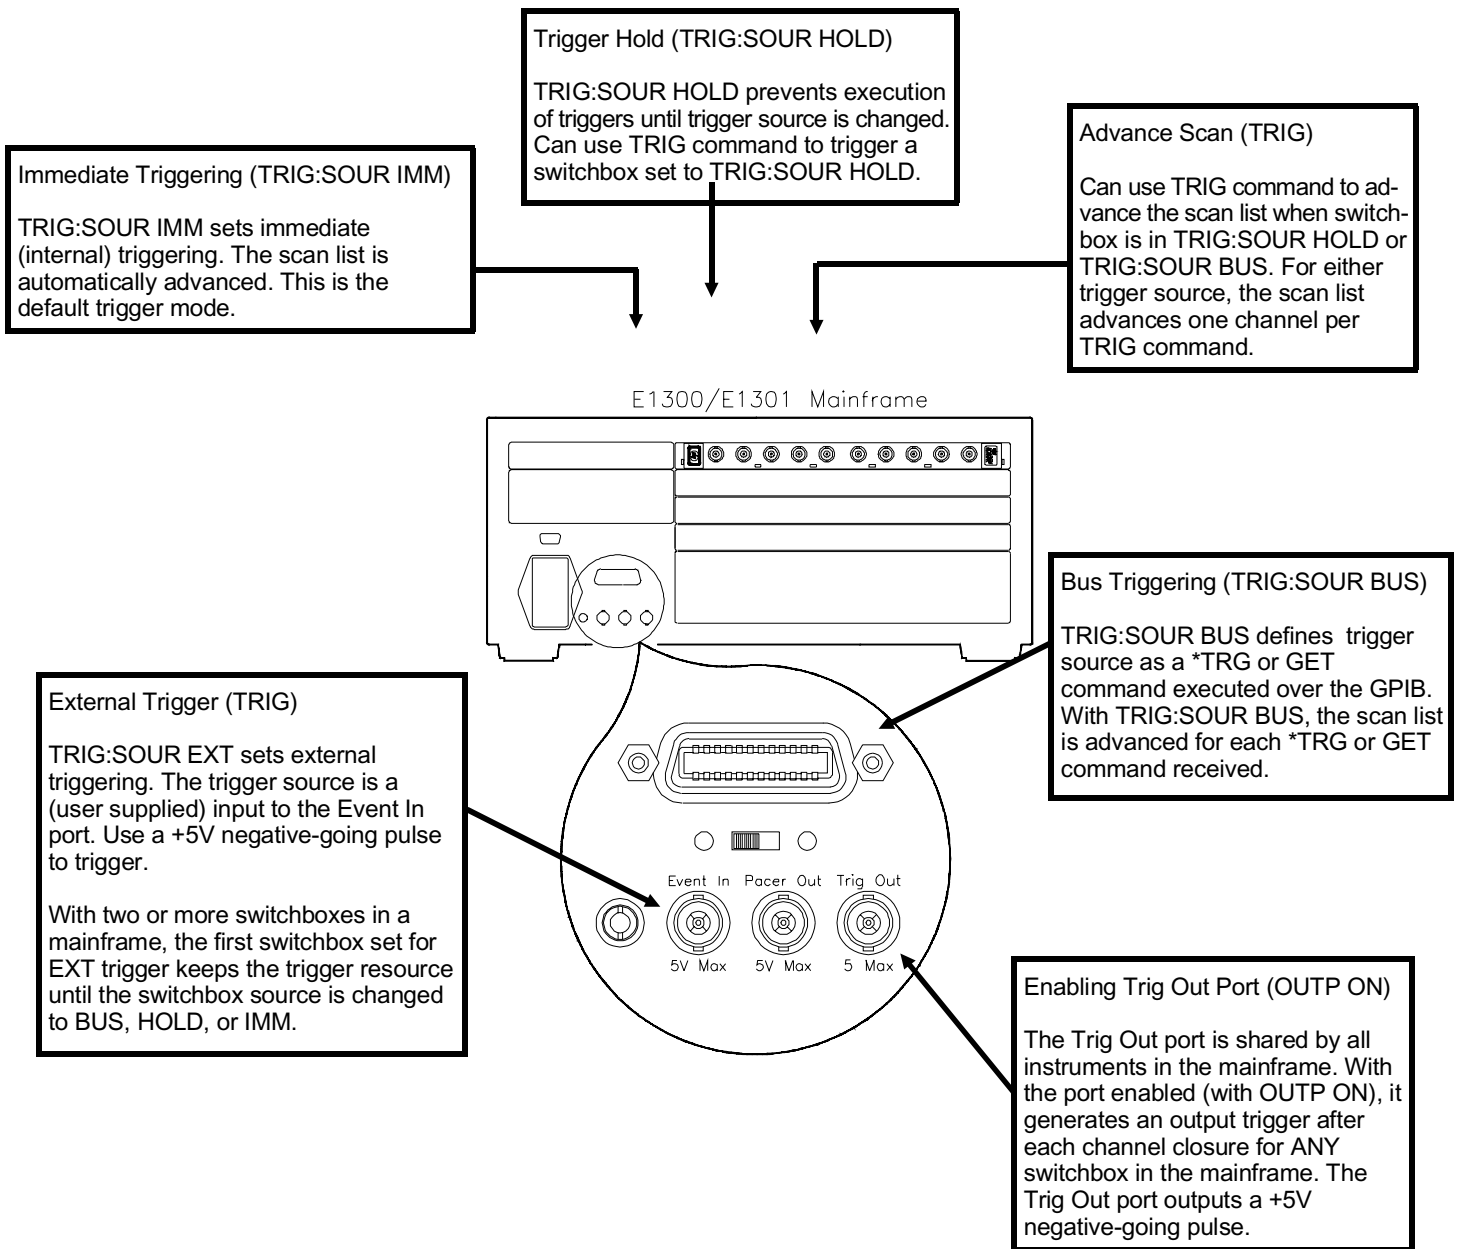 Trigger Hold (TRIG:SOUR HOLD)
TRIG:SOUR HOLD prevents execution
of triggers until trigger source is changed.
Can use TRIG command to trigger a
switchbox set to TRIG:SOUR HOLD.
Immediate Triggering (TRIG:SOUR IMM)
TRIG:SOUR IMM sets immediate
(internal) triggering. The scan list is
automatically advanced. This is the
default trigger mode.
Advance Scan (TRIG)
Can use TRIG command to ad-
vance the scan list when switch-
box is in TRIG:SOUR HOLD or
TRIG:SOUR BUS. For either
trigger source, the scan list
advances one channel per
TRIG command.
E1300/E1301 Mainframe
Bus Triggering (TRIG:SOUR BUS)
TRIG:SOUR BUS defines trigger
source as a *TRG or GET
command executed over the GPIB.
With TRIG:SOUR BUS, the scan list
is advanced for each *TRG or GET
command received.
External Trigger (TRIG)
TRIG:SOUR EXT sets external
triggering. The trigger source is a
(user supplied) input to the Event In
port. Use a +5V negative-going pulse
to trigger.
With two or more switchboxes in a
mainframe, the first switchbox set for
EXT trigger keeps the trigger resource
until the switchbox source is changed
to BUS, HOLD, or IMM.
Event In Pacer Out Trig Out
5V Max 5V Max 5 Max
Enabling Trig Out Port (OUTP ON)
The Trig Out port is shared by all
instruments in the mainframe. With
the port enabled (with OUTP ON), it
generates an output trigger after
each channel closure for ANY
switchbox in the mainframe. The
Trig Out port outputs a +5V
negative-going pulse.